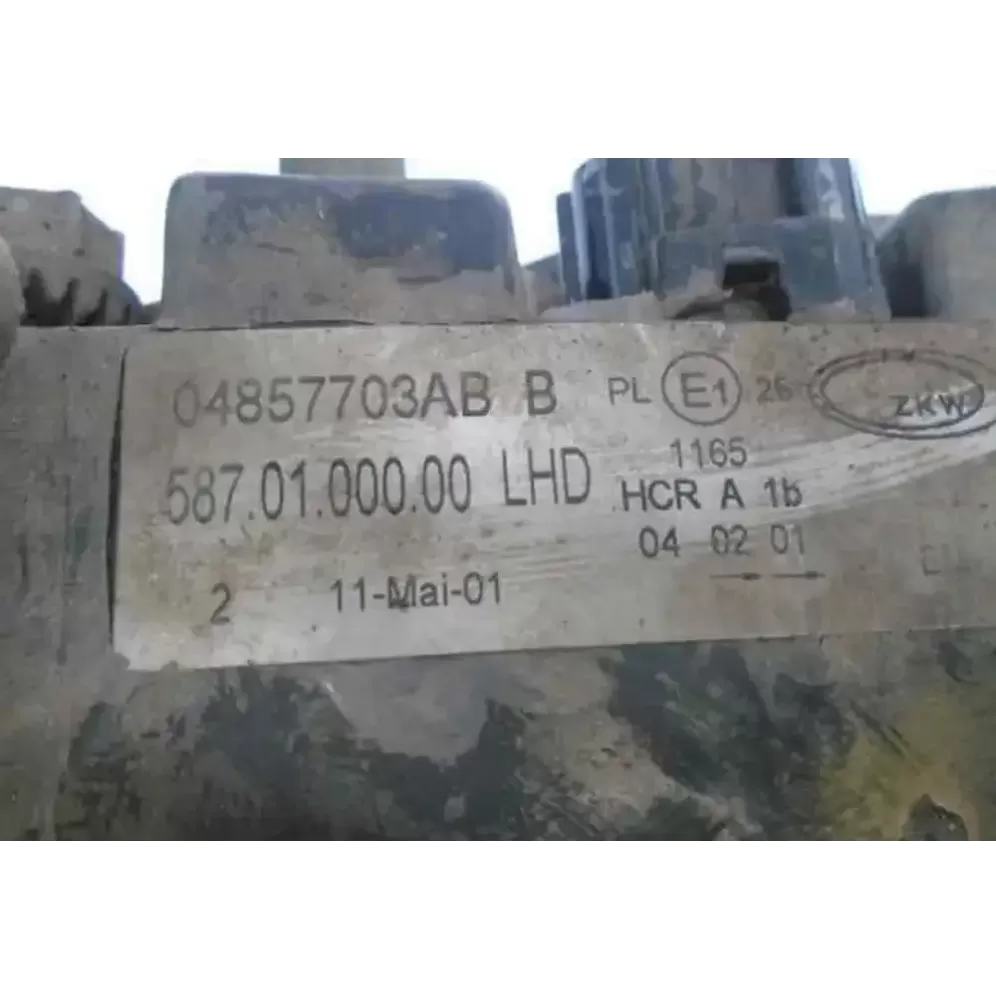 04857703AB B PL E1 26 ZKW
587.01.000.00 LHD 1165
HCR A 1b
04 02 01
2 11-Mai-01